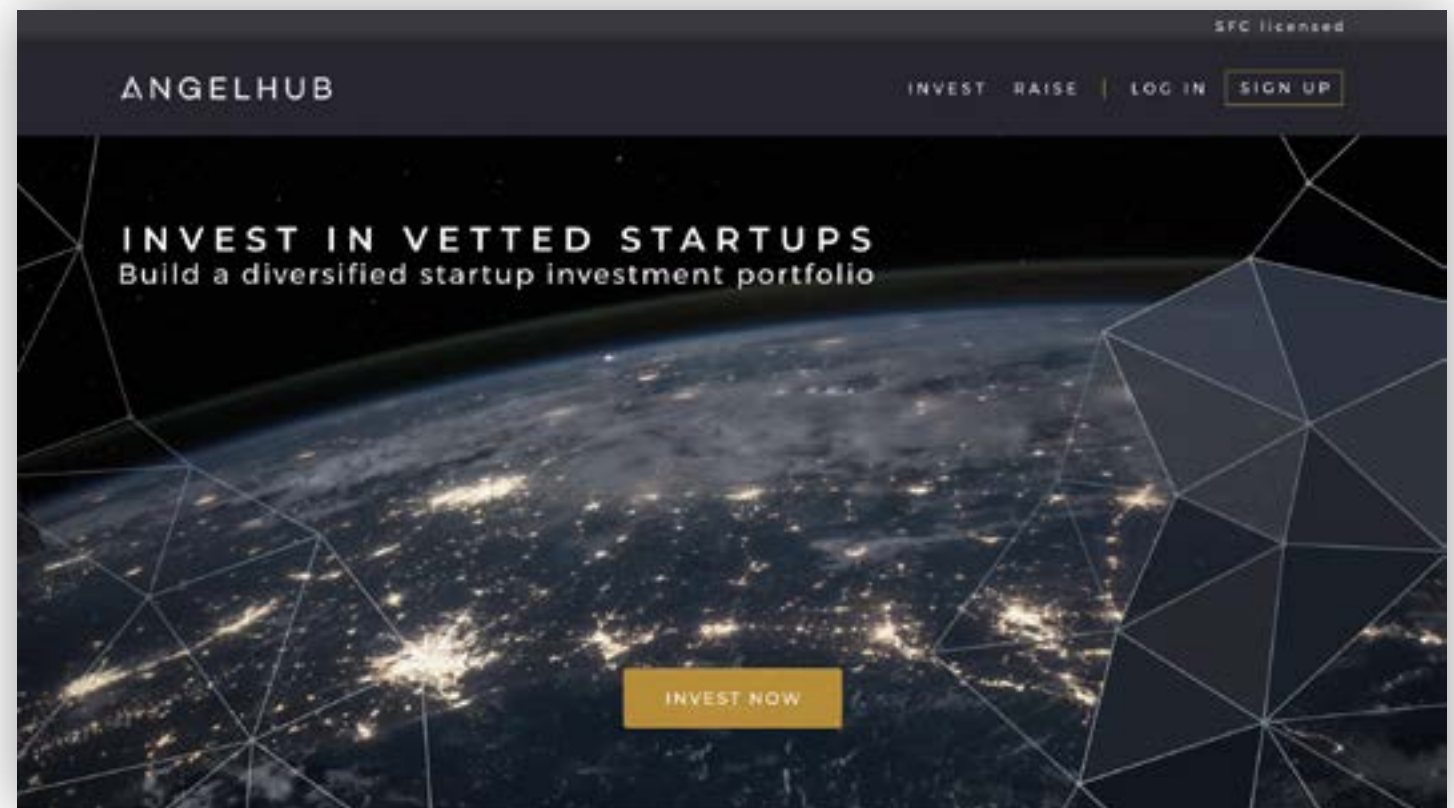 SFC licensed
ANGELHUB
INVEST RAISE | LOG IN SIGN UP
INVEST IN VETTED STARTUPS
Build a diversified startup investment portfolio
INVEST NOW